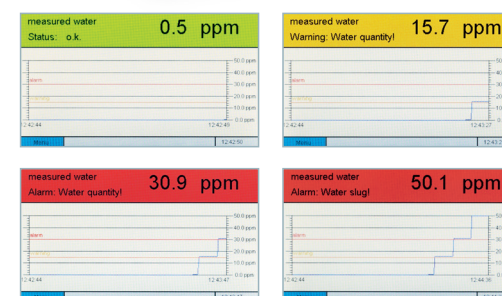 measured water
Status: o.k.
0.5 ppm
50.0 ppm
40.0 ppm
alarm
30.0 ppm
20.0 ppm
warning
10.0 ppm
0.0 ppm
12:42:44
12:42:49
12:42:50
measured water
Warning: Water quantity!
15.7 ppm
alarm
warning
12:42:44
12:43:27
measured water
Alarm: Water quantity!
30.9 ppm
50.0 ppm
40.0 ppm
alarm
30.0 ppm
20.0 ppm
warning
10.0 ppm
0.0 ppm
12:42:44
12:43:47
measured water
Alarm: Water slug!
50.1 ppm
alarm
warning
12:42:44